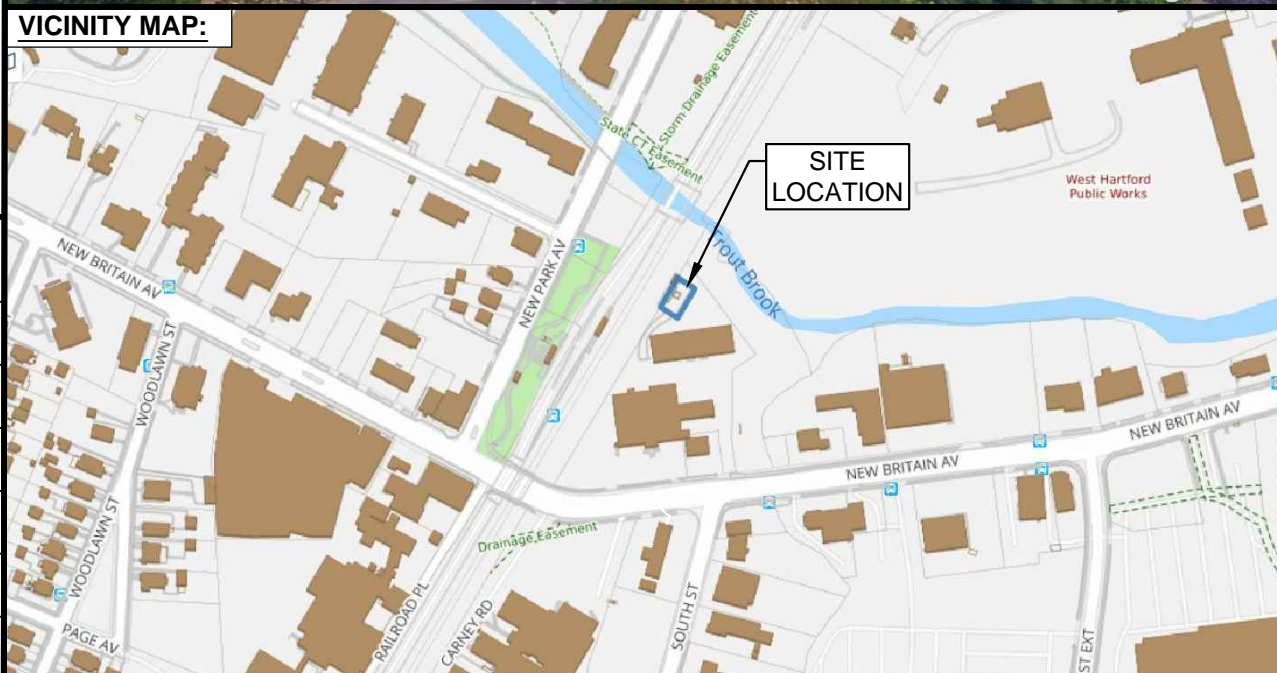 VICINITY MAP:
Storm Drainage Easement
State CT Easement
SITE
LOCATION
West Hartford
Public Works
Trout Brook
NEW BRITAIN AV
NEW PARK AV
WOODLAWN ST
NEW BRITAIN AV
NEW BRITAIN AV
Drainage Easement
WOODLAWN ST
PAGE AV
RAILROAD PL
CARNEY RD
SOUTH ST
ST EXT